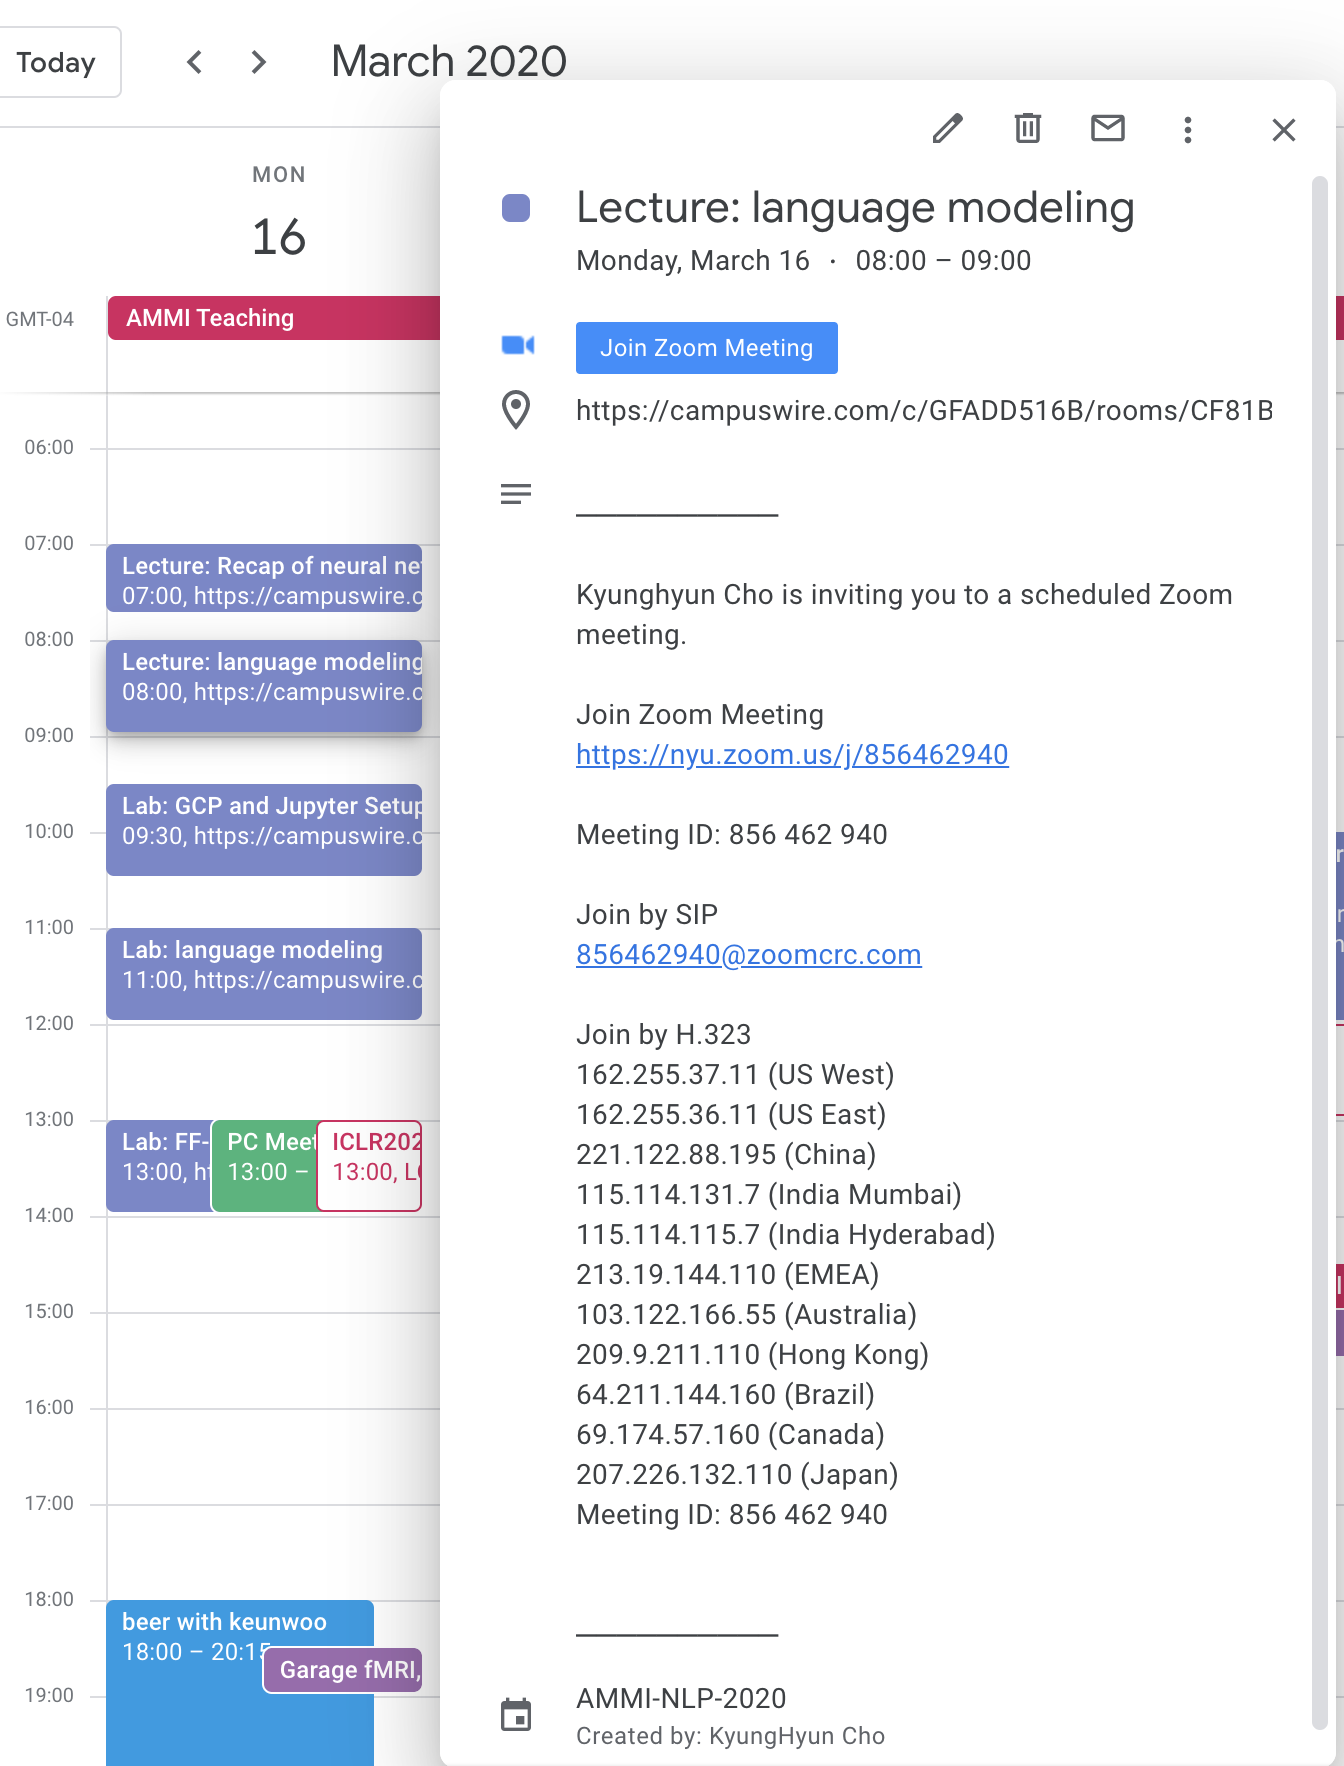 Today
March 2020
MON
16
GMT-04
AMMI Teaching
06:00
07:00
Lecture: Recap of neural ne
07:00, https://campuswire.c
08:00
Lecture: language modeling
08:00, https://campuswire.c
09:00
Lab: GCP and Jupyter Setup
09:30, https://campuswire.c
10:00
11:00
Lab: language modeling
11:00, https://campuswire.c
12:00
13:00
Lab: FF-
13:00, h
PC Meet
13:00 –
ICLR202
13:00, L
14:00
15:00
16:00
17:00
18:00
beer with keunwoo
18:00 – 20:15
Garage fMRI,
19:00
Lecture: language modeling
Monday, March 16 · 08:00 – 09:00
Join Zoom Meeting
https://campuswire.com/c/GFADD516B/rooms/CF81B
Kyunghyun Cho is inviting you to a scheduled Zoom
meeting.
Join Zoom Meeting
https://nyu.zoom.us/j/856462940
Meeting ID: 856 462 940
Join by SIP
856462940@zoomcrc.com
Join by H.323
162.255.37.11 (US West)
162.255.36.11 (US East)
221.122.88.195 (China)
115.114.131.7 (India Mumbai)
115.114.115.7 (India Hyderabad)
213.19.144.110 (EMEA)
103.122.166.55 (Australia)
209.9.211.110 (Hong Kong)
64.211.144.160 (Brazil)
69.174.57.160 (Canada)
207.226.132.110 (Japan)
Meeting ID: 856 462 940
AMMI-NLP-2020
Created by: KyungHyun Cho